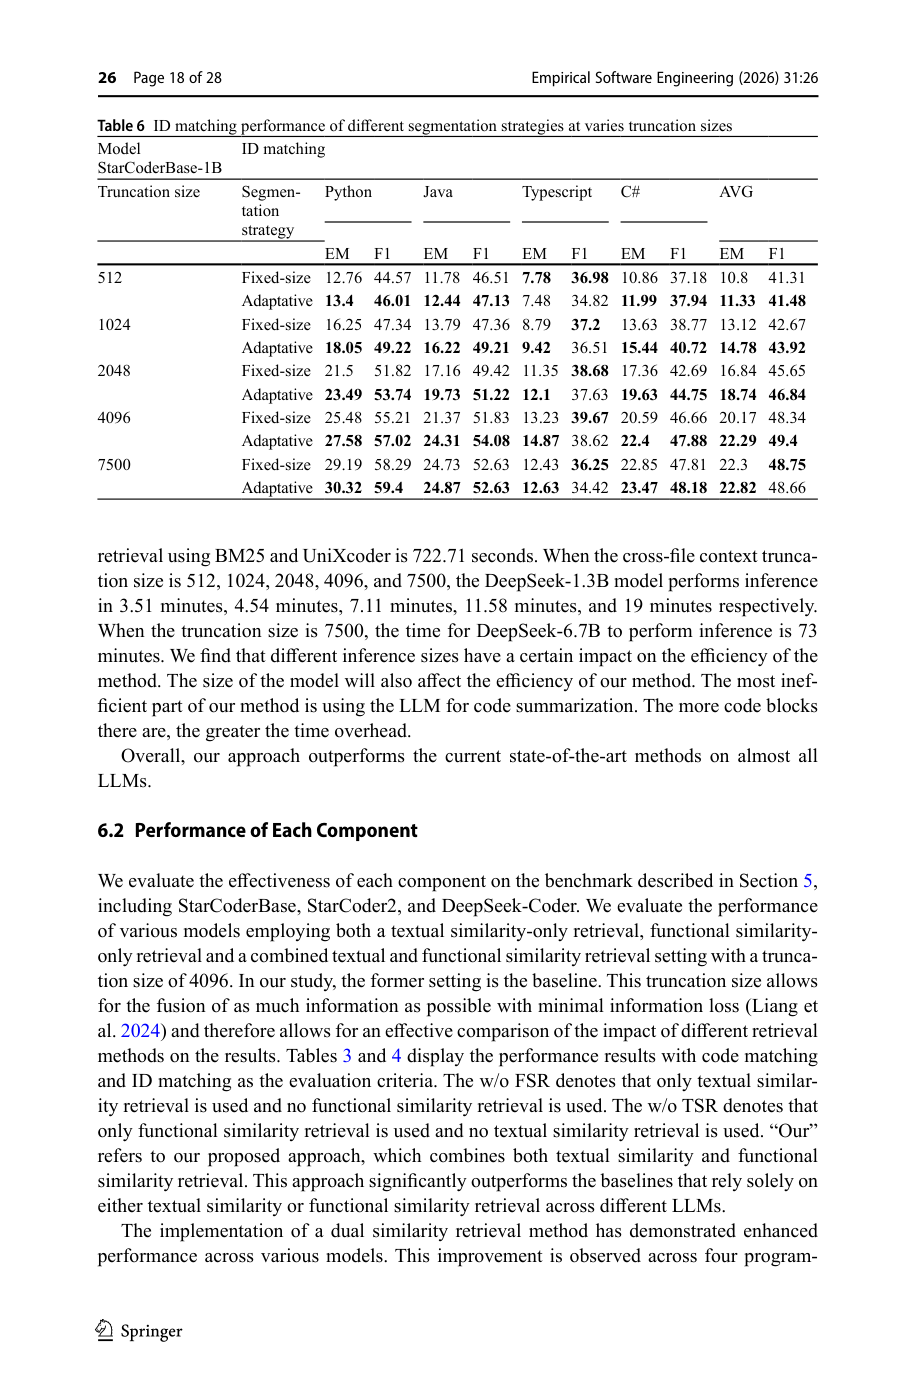 26 Page 18 of 28
Empirical Software Engineering (2026) 31:26
Table 6 ID matching performance of different segmentation strategies at varies truncation sizes
Model StarCoderBase-1B ID matching
Truncation size Segmen-tation strategy Python Java Typescript C# AVG
EM F1 EM F1 EM F1 EM F1 EM F1
512 Fixed-size 12.76 44.57 11.78 46.51 7.78 36.98 10.86 37.18 10.8 41.31
Adaptative 13.4 46.01 12.44 47.13 7.48 34.82 11.99 37.94 11.33 41.48
1024 Fixed-size 16.25 47.34 13.79 47.36 8.79 37.2 13.63 38.77 13.12 42.67
Adaptative 18.05 49.22 16.22 49.21 9.42 36.51 15.44 40.72 14.78 43.92
2048 Fixed-size 21.5 51.82 17.16 49.42 11.35 38.68 17.36 42.69 16.84 45.65
Adaptative 23.49 53.74 19.73 51.22 12.1 37.63 19.63 44.75 18.74 46.84
4096 Fixed-size 25.48 55.21 21.37 51.83 13.23 39.67 20.59 46.66 20.17 48.34
Adaptative 27.58 57.02 24.31 54.08 14.87 38.62 22.4 47.88 22.29 49.4
7500 Fixed-size 29.19 58.29 24.73 52.63 12.43 36.25 22.85 47.81 22.3 48.75
Adaptative 30.32 59.4 24.87 52.63 12.63 34.42 23.47 48.18 22.82 48.66
retrieval using BM25 and UniXcoder is 722.71 seconds. When the cross-file context trunca-
tion size is 512, 1024, 2048, 4096, and 7500, the DeepSeek-1.3B model performs inference
in 3.51 minutes, 4.54 minutes, 7.11 minutes, 11.58 minutes, and 19 minutes respectively.
When the truncation size is 7500, the time for DeepSeek-6.7B to perform inference is 73
minutes. We find that different inference sizes have a certain impact on the efficiency of the
method. The size of the model will also affect the efficiency of our method. The most inef-
ficient part of our method is using the LLM for code summarization. The more code blocks
there are, the greater the time overhead.
Overall, our approach outperforms the current state-of-the-art methods on almost all
LLMs.
6.2 Performance of Each Component
We evaluate the effectiveness of each component on the benchmark described in Section 5,
including StarCoderBase, StarCoder2, and DeepSeek-Coder. We evaluate the performance
of various models employing both a textual similarity-only retrieval, functional similarity-
only retrieval and a combined textual and functional similarity retrieval setting with a trunca-
tion size of 4096. In our study, the former setting is the baseline. This truncation size allows
for the fusion of as much information as possible with minimal information loss (Liang et
al. 2024) and therefore allows for an effective comparison of the impact of different retrieval
methods on the results. Tables 3 and 4 display the performance results with code matching
and ID matching as the evaluation criteria. The w/o FSR denotes that only textual similar-
ity retrieval is used and no functional similarity retrieval is used. The w/o TSR denotes that
only functional similarity retrieval is used and no textual similarity retrieval is used. “Our”
refers to our proposed approach, which combines both textual similarity and functional
similarity retrieval. This approach significantly outperforms the baselines that rely solely on
either textual similarity or functional similarity retrieval across different LLMs.
The implementation of a dual similarity retrieval method has demonstrated enhanced
performance across various models. This improvement is observed across four program-
Springer